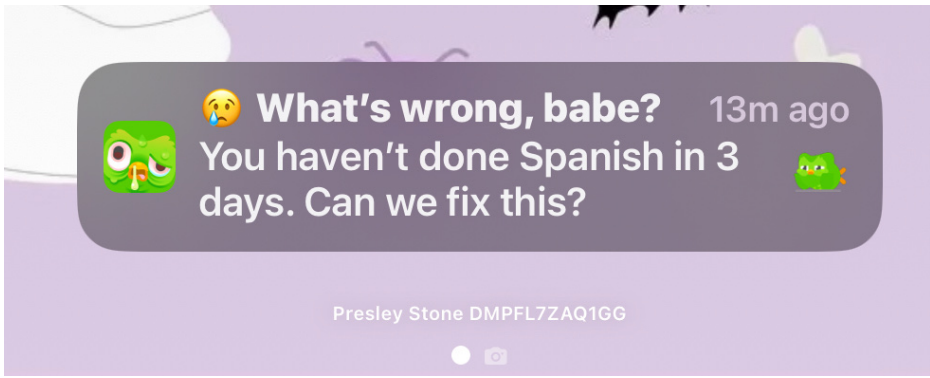 😢 What’s wrong, babe? 13m ago
You haven’t done Spanish in 3
days. Can we fix this?
Presley Stone DMPFL7ZAQ1GG